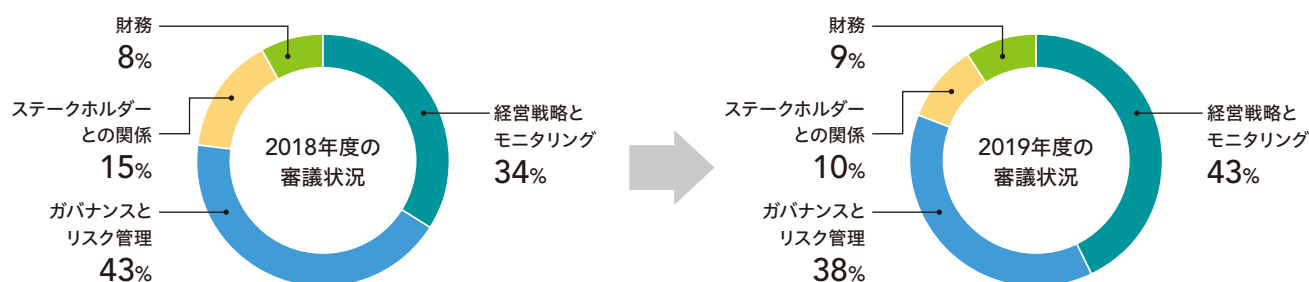 財務
8%
ステークホルダー
との関係
15%
ガバナンスと
リスク管理
43%
2018年度の
審議状況
経営戦略と
モニタリング
34%
財務
9%
ステークホルダー
との関係
10%
ガバナンスと
リスク管理
38%
2019年度の
審議状況
経営戦略と
モニタリング
43%